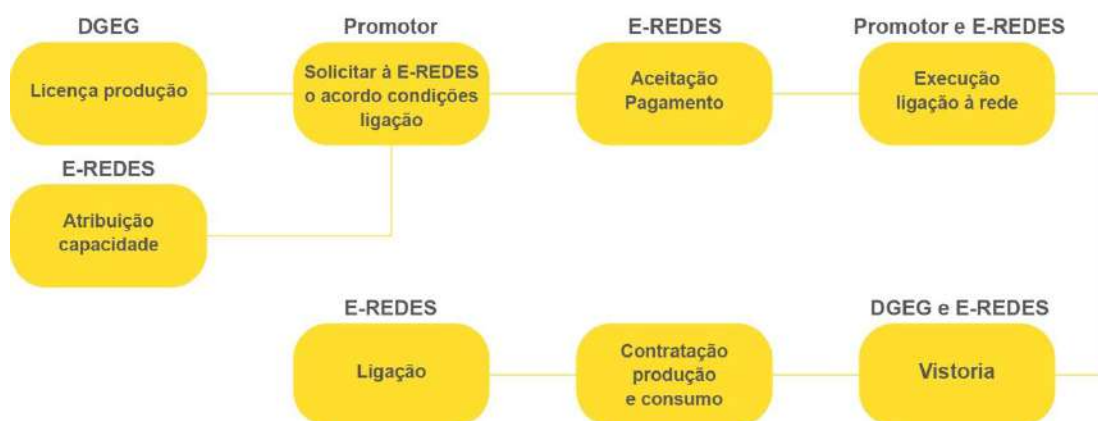 DGEG
Licença produção
Promotor
Solicitar à E-REDES
o acordo condições
ligação
E-REDES
Aceitação
Pagamento
Promotor e E-REDES
Execução
ligação à rede
E-REDES
Atribuição
capacidade
E-REDES
Ligação
Contratação
produção
e consumo
DGEG e E-REDES
Vistoria